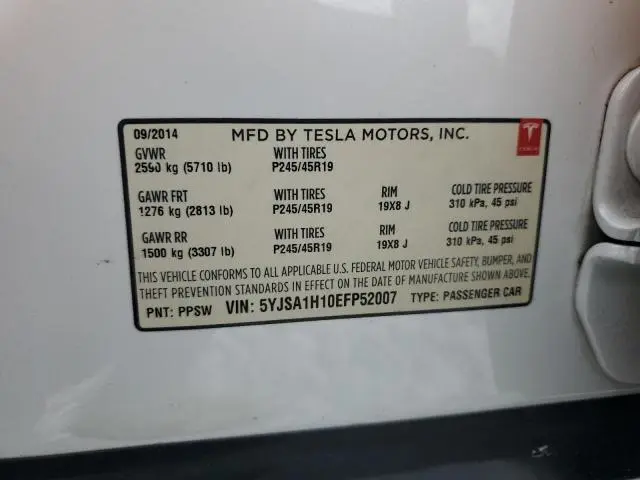 09/2014 MFD BY TESLA MOTORS, INC.
GVWR WITH TIRES
2590 kg (5710 lb) P245/45R19
GAWR FRT WITH TIRES RIM COLD TIRE PRESSURE
1276 kg (2813 lb) P245/45R19 19X8 J 310 kPa, 45 psi
GAWR RR WITH TIRES RIM COLD TIRE PRESSURE
1500 kg (3307 lb) P245/45R19 19X8 J 310 kPa, 45 psi
THIS VEHICLE CONFORMS TO ALL APPLICABLE U.S. FEDERAL MOTOR VEHICLE SAFETY, BUMPER, AND
THEFT PREVENTION STANDARDS IN EFFECT ON THE DATE OF MANUFACTURE SHOWN ABOVE.
PNT: PPSW VIN: 5YJSA1H10EFP52007 TYPE: PASSENGER CAR
TESLA